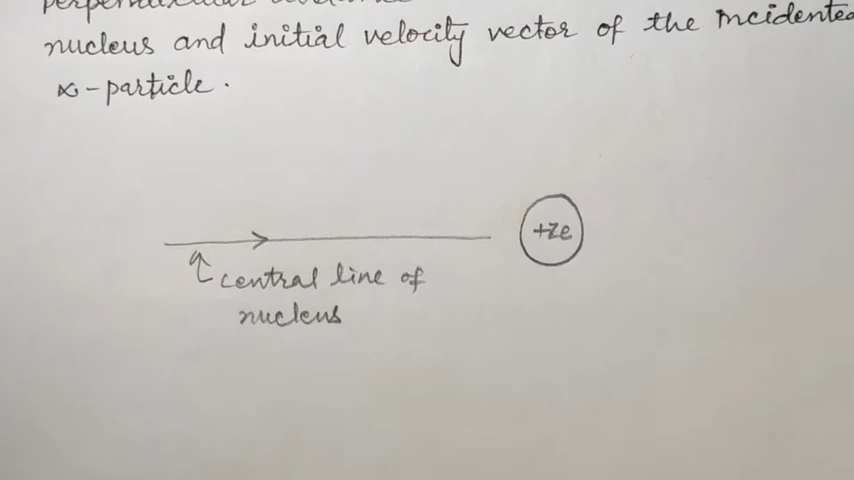 nucleus and initial velocity vector of the incidented
∝-particle.
+ze
central line of
nucleus